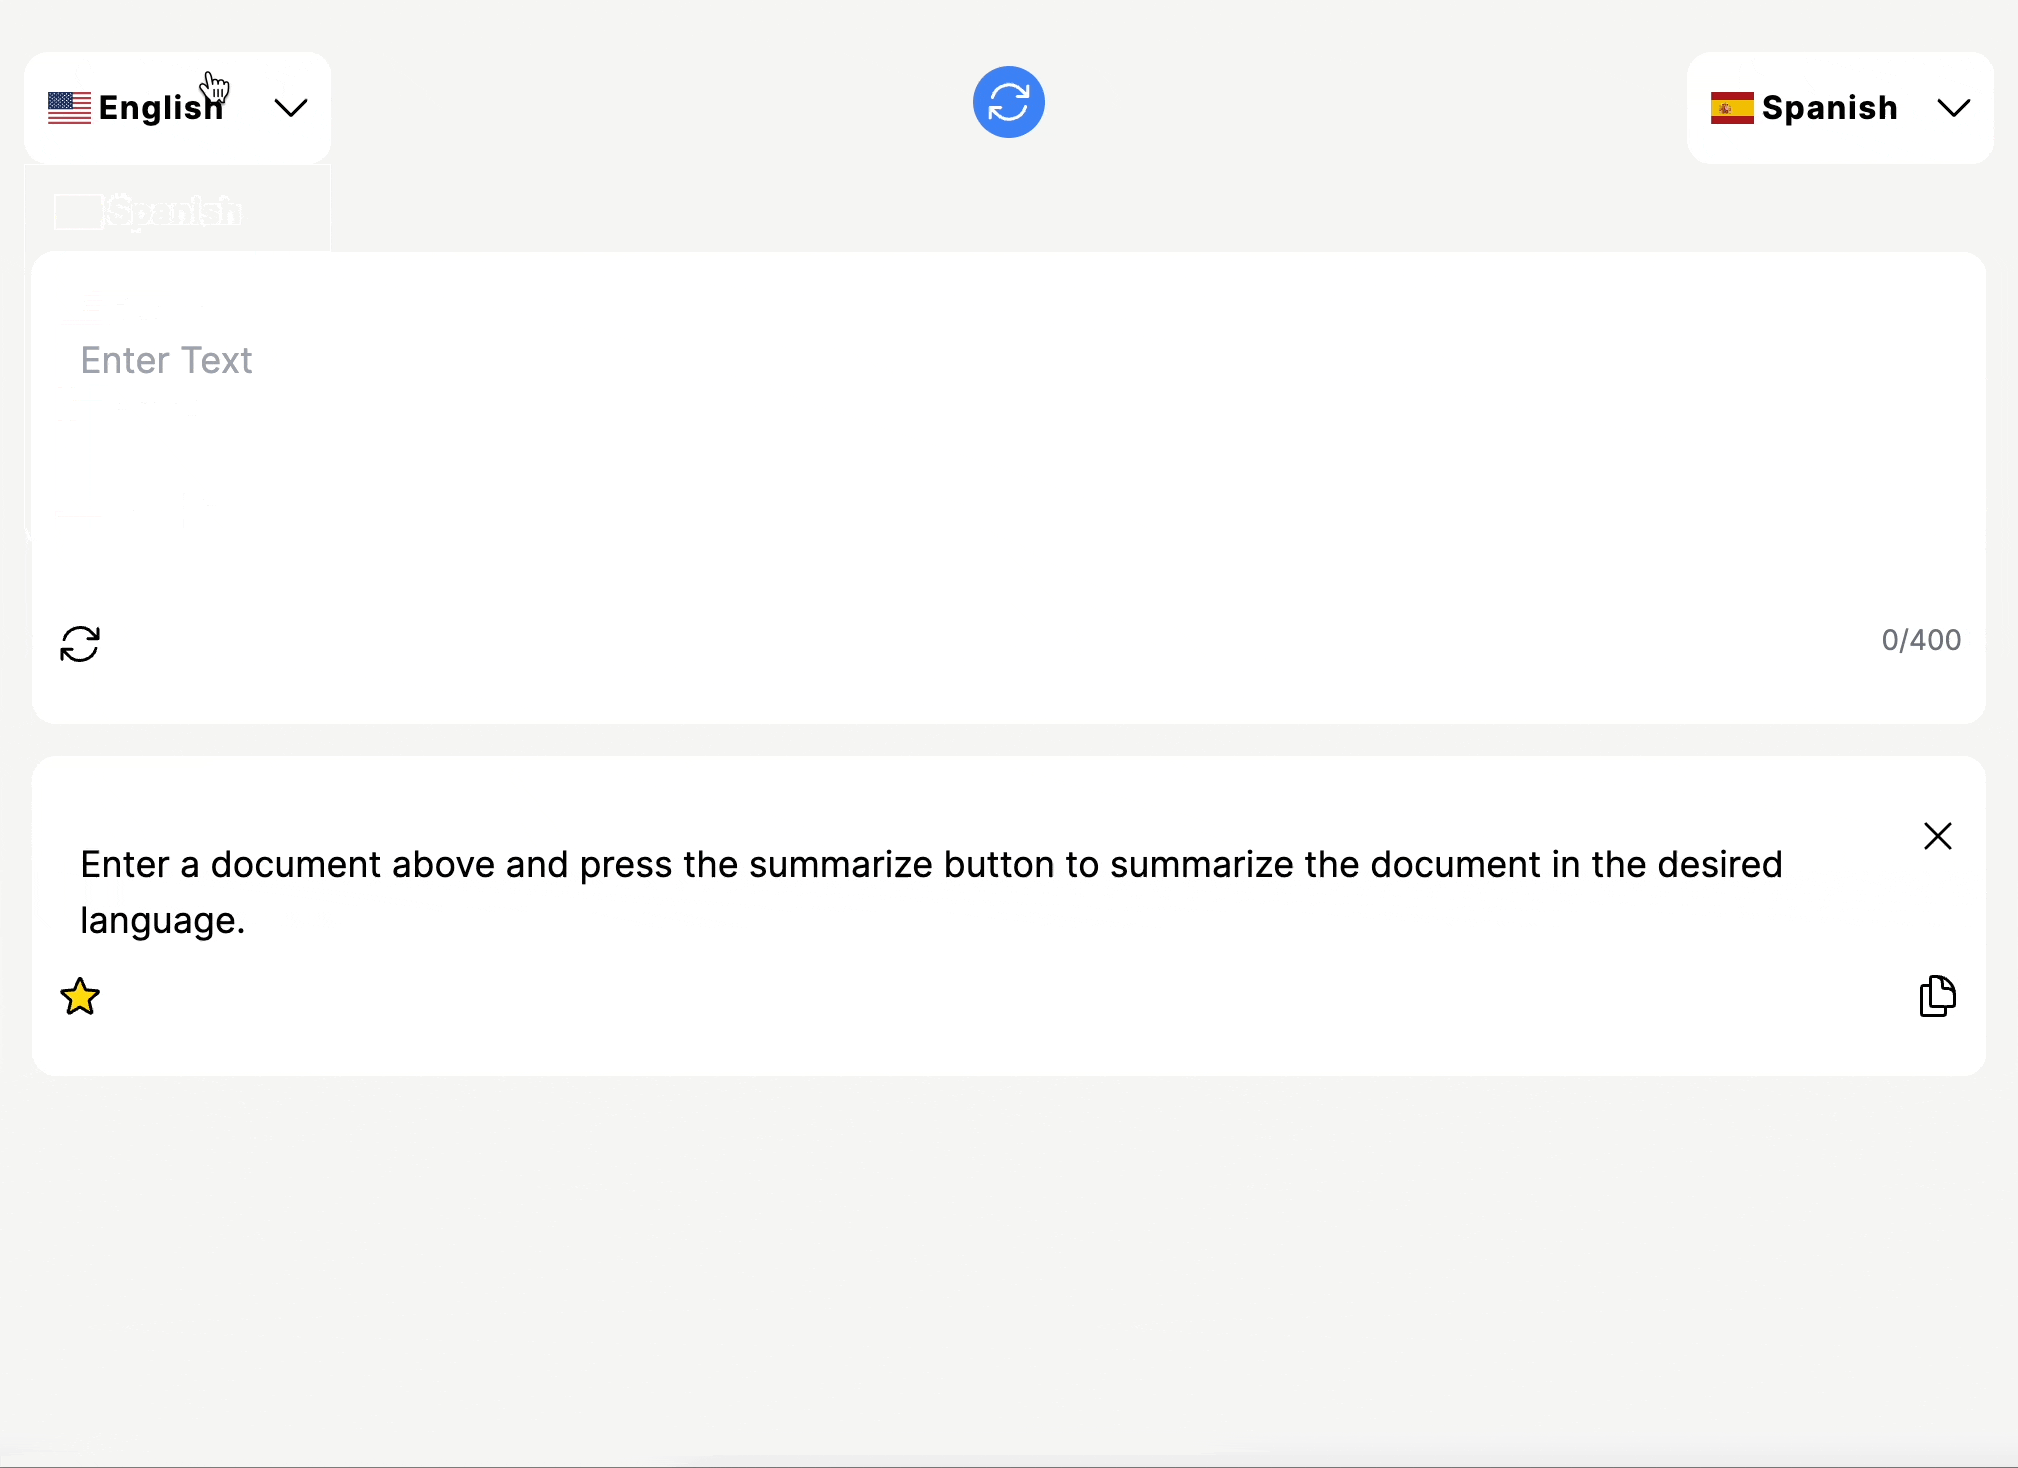 English
Spanish
Spanish
Enter Text
0/400
Enter a document above and press the summarize button to summarize the document in the desired
language.